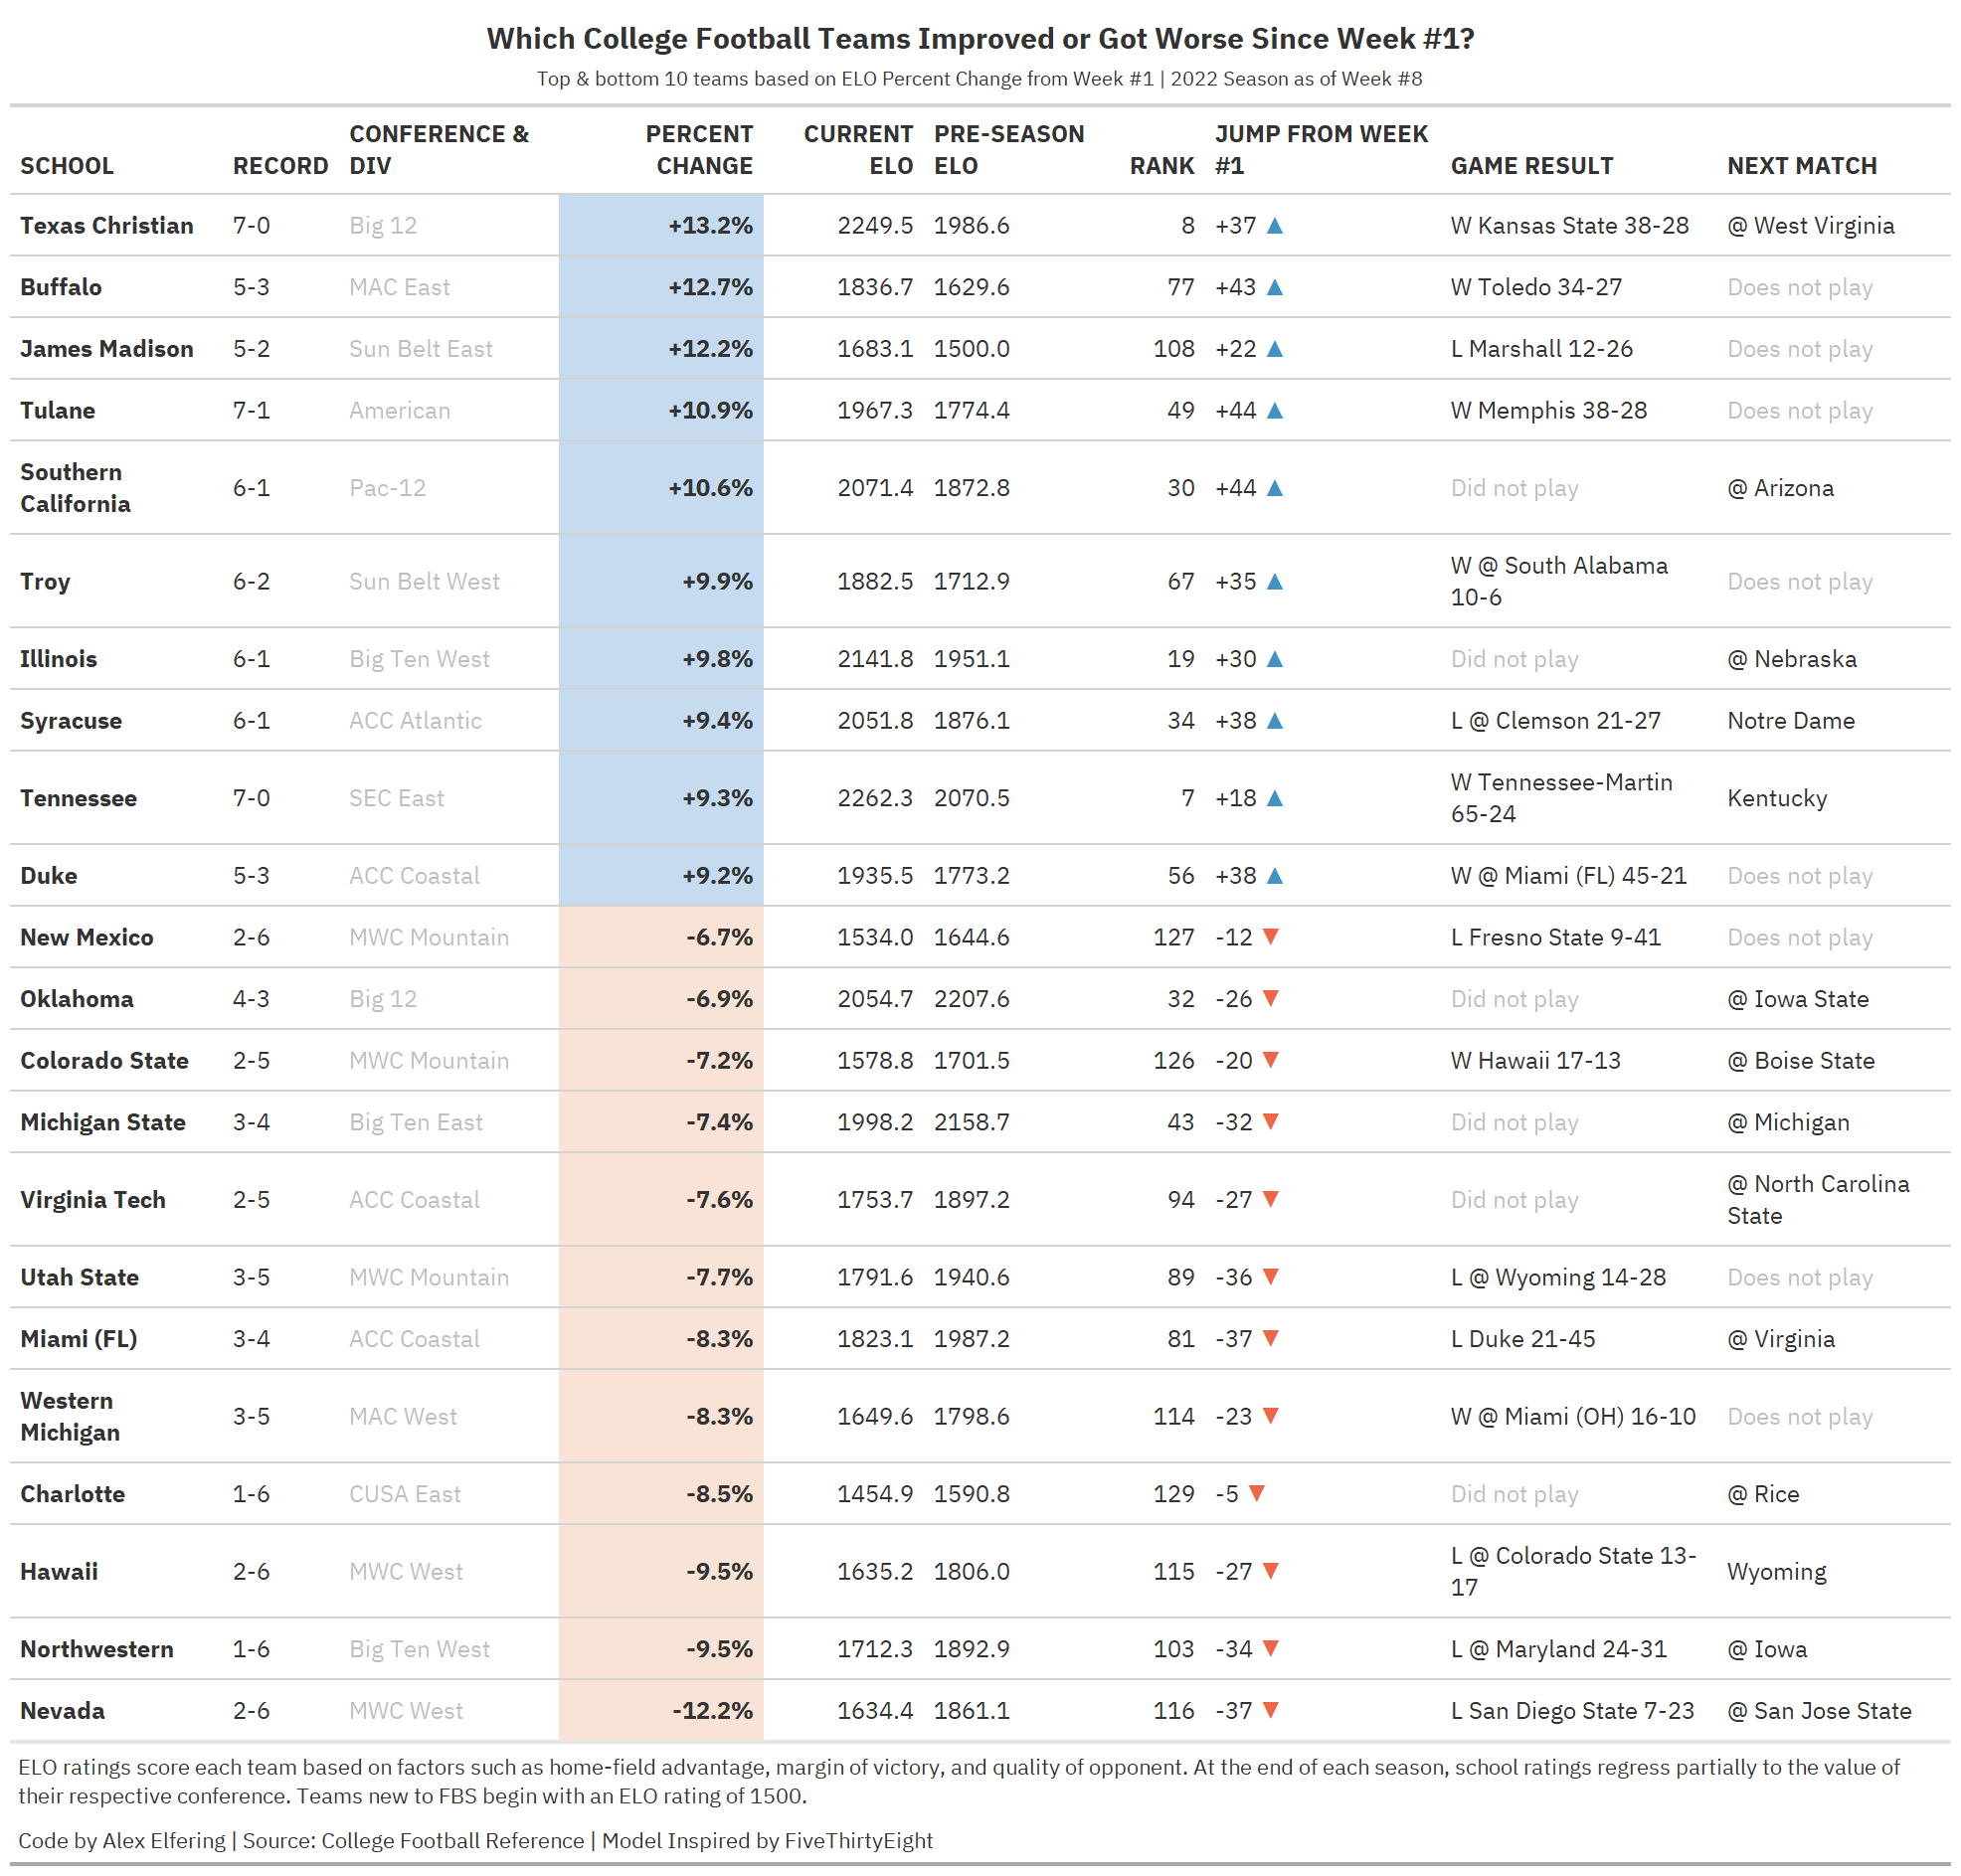 Which College Football Teams Improved or Got Worse Since Week #1?
Top & bottom 10 teams based on ELO Percent Change from Week #1 | 2022 Season as of Week #8
SCHOOL RECORD CONFERENCE & DIV PERCENT CHANGE CURRENT ELO PRE-SEASON ELO RANK JUMP FROM WEEK #1 GAME RESULT NEXT MATCH
Texas Christian 7-0 Big 12 +13.2% 2249.5 1986.6 8 +37 ▲ W Kansas State 38-28 @ West Virginia
Buffalo 5-3 MAC East +12.7% 1836.7 1629.6 77 +43 ▲ W Toledo 34-27 Does not play
James Madison 5-2 Sun Belt East +12.2% 1683.1 1500.0 108 +22 ▲ L Marshall 12-26 Does not play
Tulane 7-1 American +10.9% 1967.3 1774.4 49 +44 ▲ W Memphis 38-28 Does not play
Southern California 6-1 Pac-12 +10.6% 2071.4 1872.8 30 +44 ▲ Did not play @ Arizona
Troy 6-2 Sun Belt West +9.9% 1882.5 1712.9 67 +35 ▲ W @ South Alabama 10-6 Does not play
Illinois 6-1 Big Ten West +9.8% 2141.8 1951.1 19 +30 ▲ Did not play @ Nebraska
Syracuse 6-1 ACC Atlantic +9.4% 2051.8 1876.1 34 +38 ▲ L @ Clemson 21-27 Notre Dame
Tennessee 7-0 SEC East +9.3% 2262.3 2070.5 7 +18 ▲ W Tennessee-Martin 65-24 Kentucky
Duke 5-3 ACC Coastal +9.2% 1935.5 1773.2 56 +38 ▲ W @ Miami (FL) 45-21 Does not play
New Mexico 2-6 MWC Mountain -6.7% 1534.0 1644.6 127 -12 ▼ L Fresno State 9-41 Does not play
Oklahoma 4-3 Big 12 -6.9% 2054.7 2207.6 32 -26 ▼ Did not play @ Iowa State
Colorado State 2-5 MWC Mountain -7.2% 1578.8 1701.5 126 -20 ▼ W Hawaii 17-13 @ Boise State
Michigan State 3-4 Big Ten East -7.4% 1998.2 2158.7 43 -32 ▼ Did not play @ Michigan
Virginia Tech 2-5 ACC Coastal -7.6% 1753.7 1897.2 94 -27 ▼ Did not play @ North Carolina State
Utah State 3-5 MWC Mountain -7.7% 1791.6 1940.6 89 -36 ▼ L @ Wyoming 14-28 Does not play
Miami (FL) 3-4 ACC Coastal -8.3% 1823.1 1987.2 81 -37 ▼ L Duke 21-45 @ Virginia
Western Michigan 3-5 MAC West -8.3% 1649.6 1798.6 114 -23 ▼ W @ Miami (OH) 16-10 Does not play
Charlotte 1-6 CUSA East -8.5% 1454.9 1590.8 129 -5 ▼ Did not play @ Rice
Hawaii 2-6 MWC West -9.5% 1635.2 1806.0 115 -27 ▼ L @ Colorado State 13-17 Wyoming
Northwestern 1-6 Big Ten West -9.5% 1712.3 1892.9 103 -34 ▼ L @ Maryland 24-31 @ Iowa
Nevada 2-6 MWC West -12.2% 1634.4 1861.1 116 -37 ▼ L San Diego State 7-23 @ San Jose State
ELO ratings score each team based on factors such as home-field advantage, margin of victory, and quality of opponent. At the end of each season, school ratings regress partially to the value of
their respective conference. Teams new to FBS begin with an ELO rating of 1500.
Code by Alex Elfering | Source: College Football Reference | Model Inspired by FiveThirtyEight